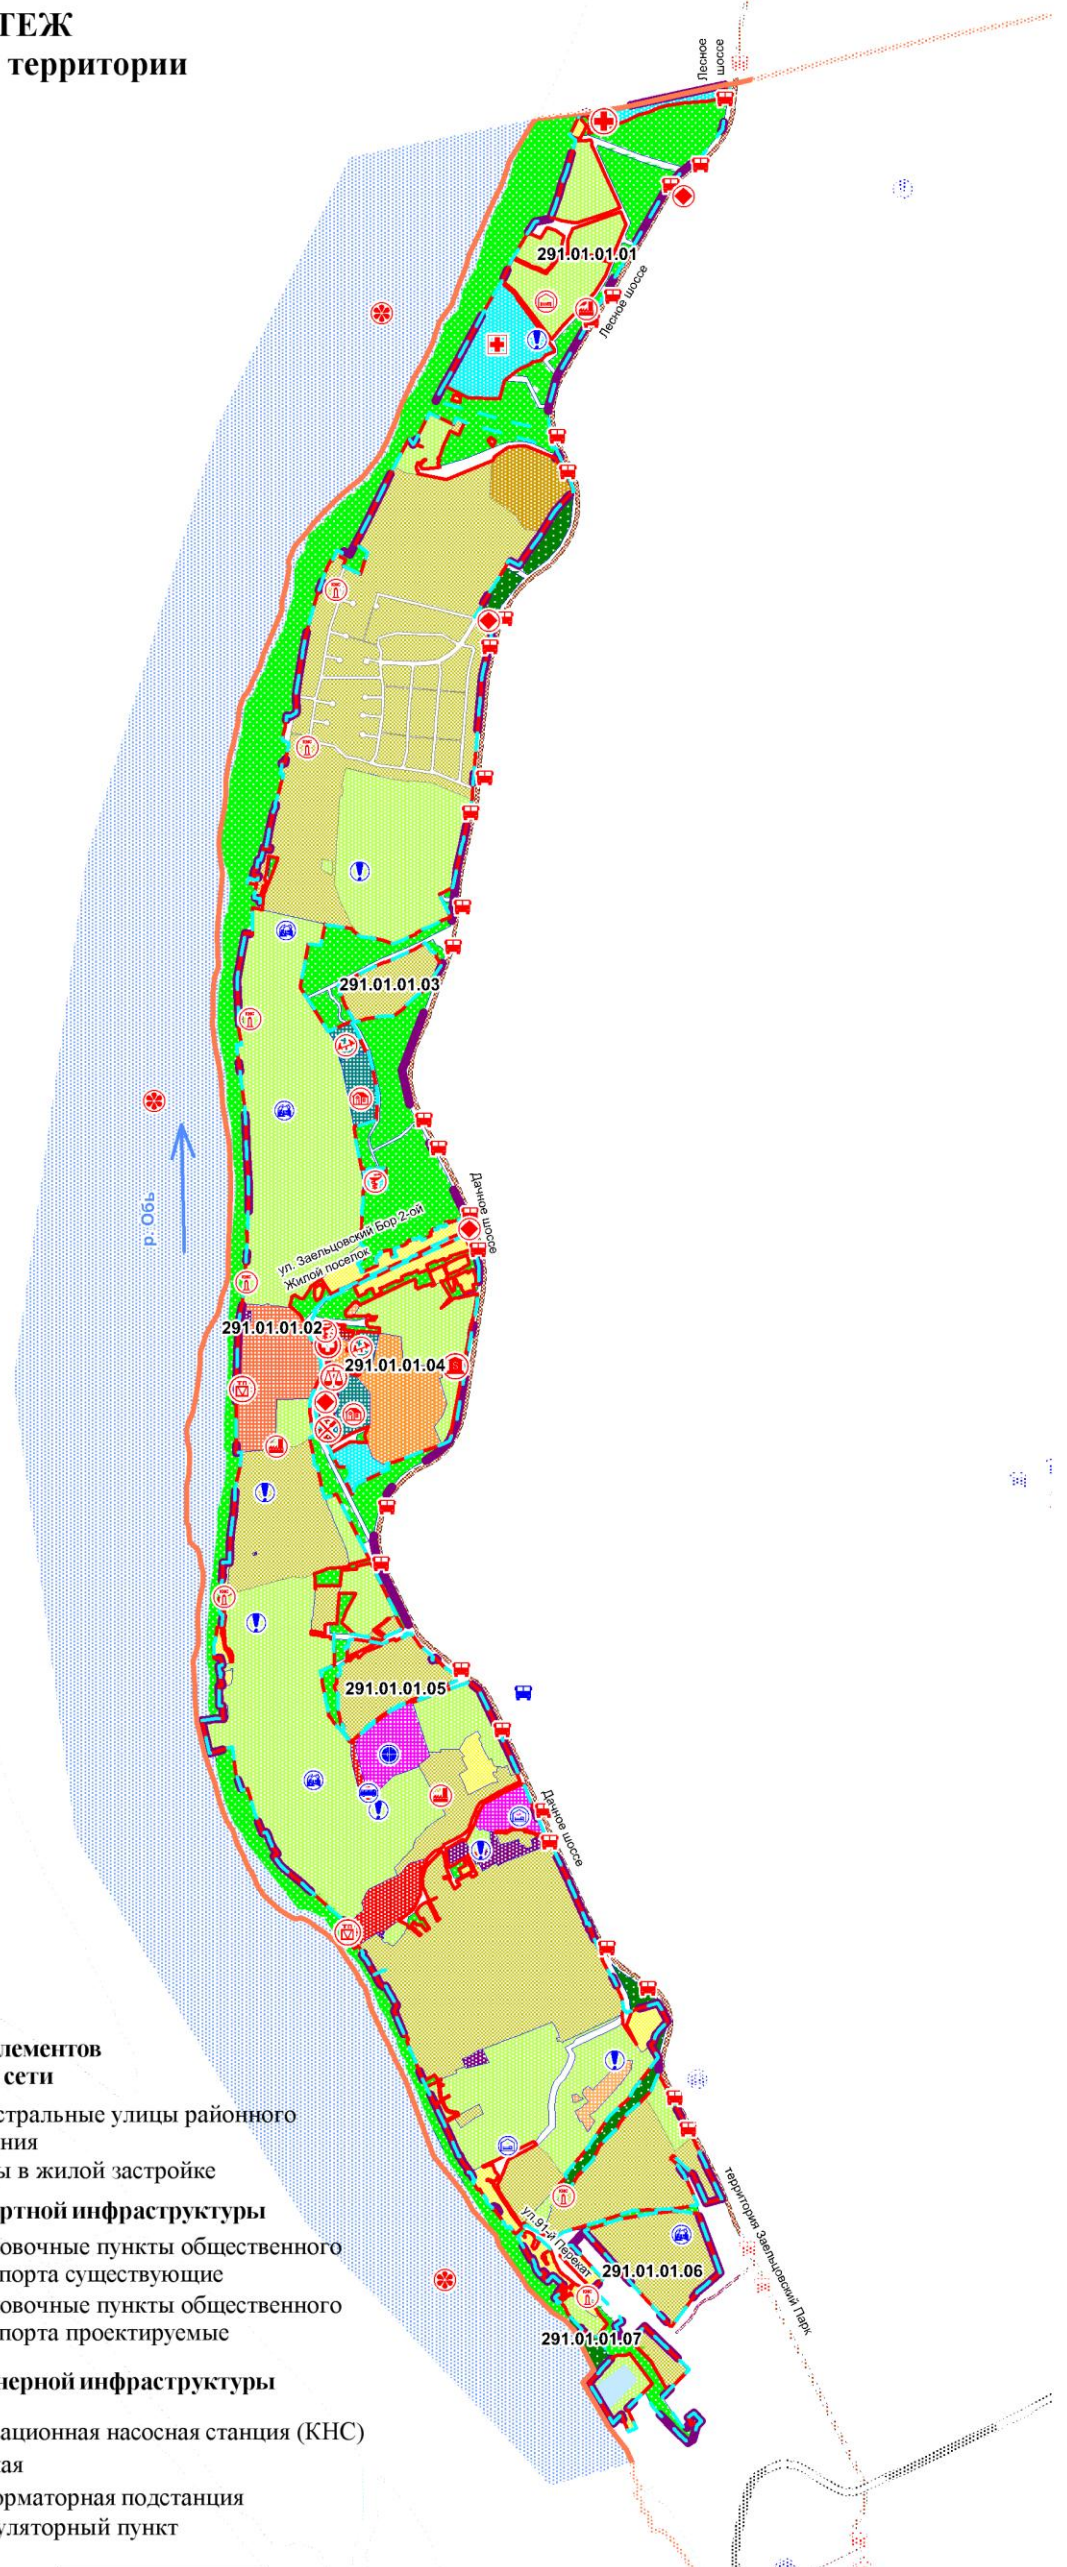 ТЕЖ
территории
Лесное
шоссе
291.01.01.01
Лесное шоссе
291.01.01.03
р. Обь
Дачное шоссе
ул. Заельцовский Бор 2-ой
Жилой поселок
291.01.01.02
291.01.01.04
291.01.01.05
Дачное шоссе
лементов
сети
стральные улицы районного
ния
ы в жилой застройке
ртной инфраструктуры
овочные пункты общественного
порта существующие
овочные пункты общественного
порта проектируемые
нерной инфраструктуры
ационная насосная станция (КНС)
ая
орматорная подстанция
уляторный пункт
территория Заельцовский Парк
ул.91-й Перекат
291.01.01.06
291.01.01.07